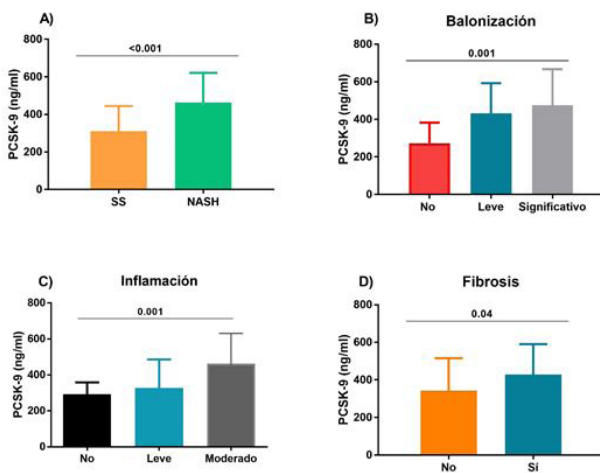 A)
<0.001
PCSK-9 (ng/ml)
800
600
400
200
0
SS
NASH
B)
Balonización
0.001
PCSK-9 (ng/ml)
800
600
400
200
0
No
Leve
Significativo
C)
Inflamación
0.001
PCSK-9 (ng/ml)
800
600
400
200
0
No
Leve
Moderado
D)
Fibrosis
0.04
PCSK-9 (ng/ml)
800
600
400
200
0
No
Sí